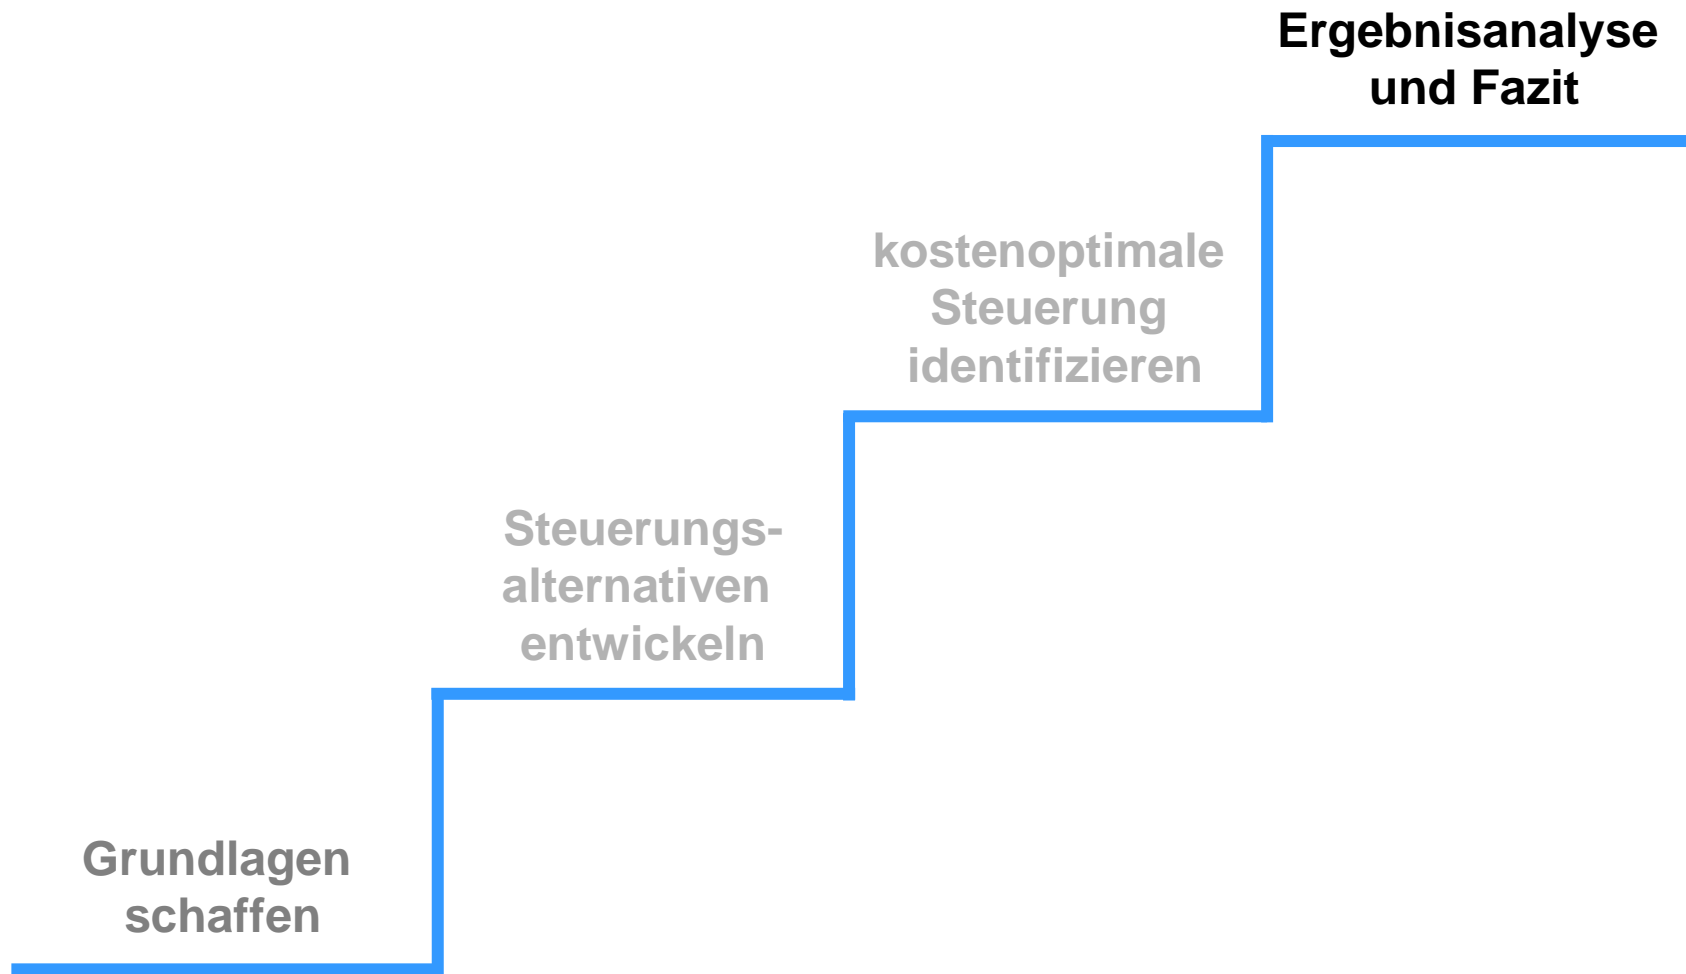 Ergebnisanalyse
und Fazit
kostenoptimale
Steuerung
identifizieren
Steuerungs-
alternativen
entwickeln
Grundlagen
schaffen